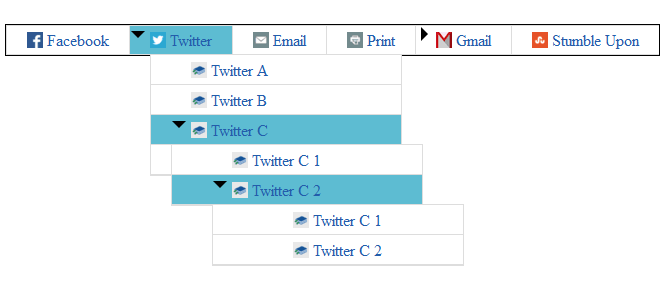 Facebook Twitter Email Print Gmail Stumble Upon
Twitter A
Twitter B
Twitter C
Twitter C 1
Twitter C 2
Twitter C 1
Twitter C 2